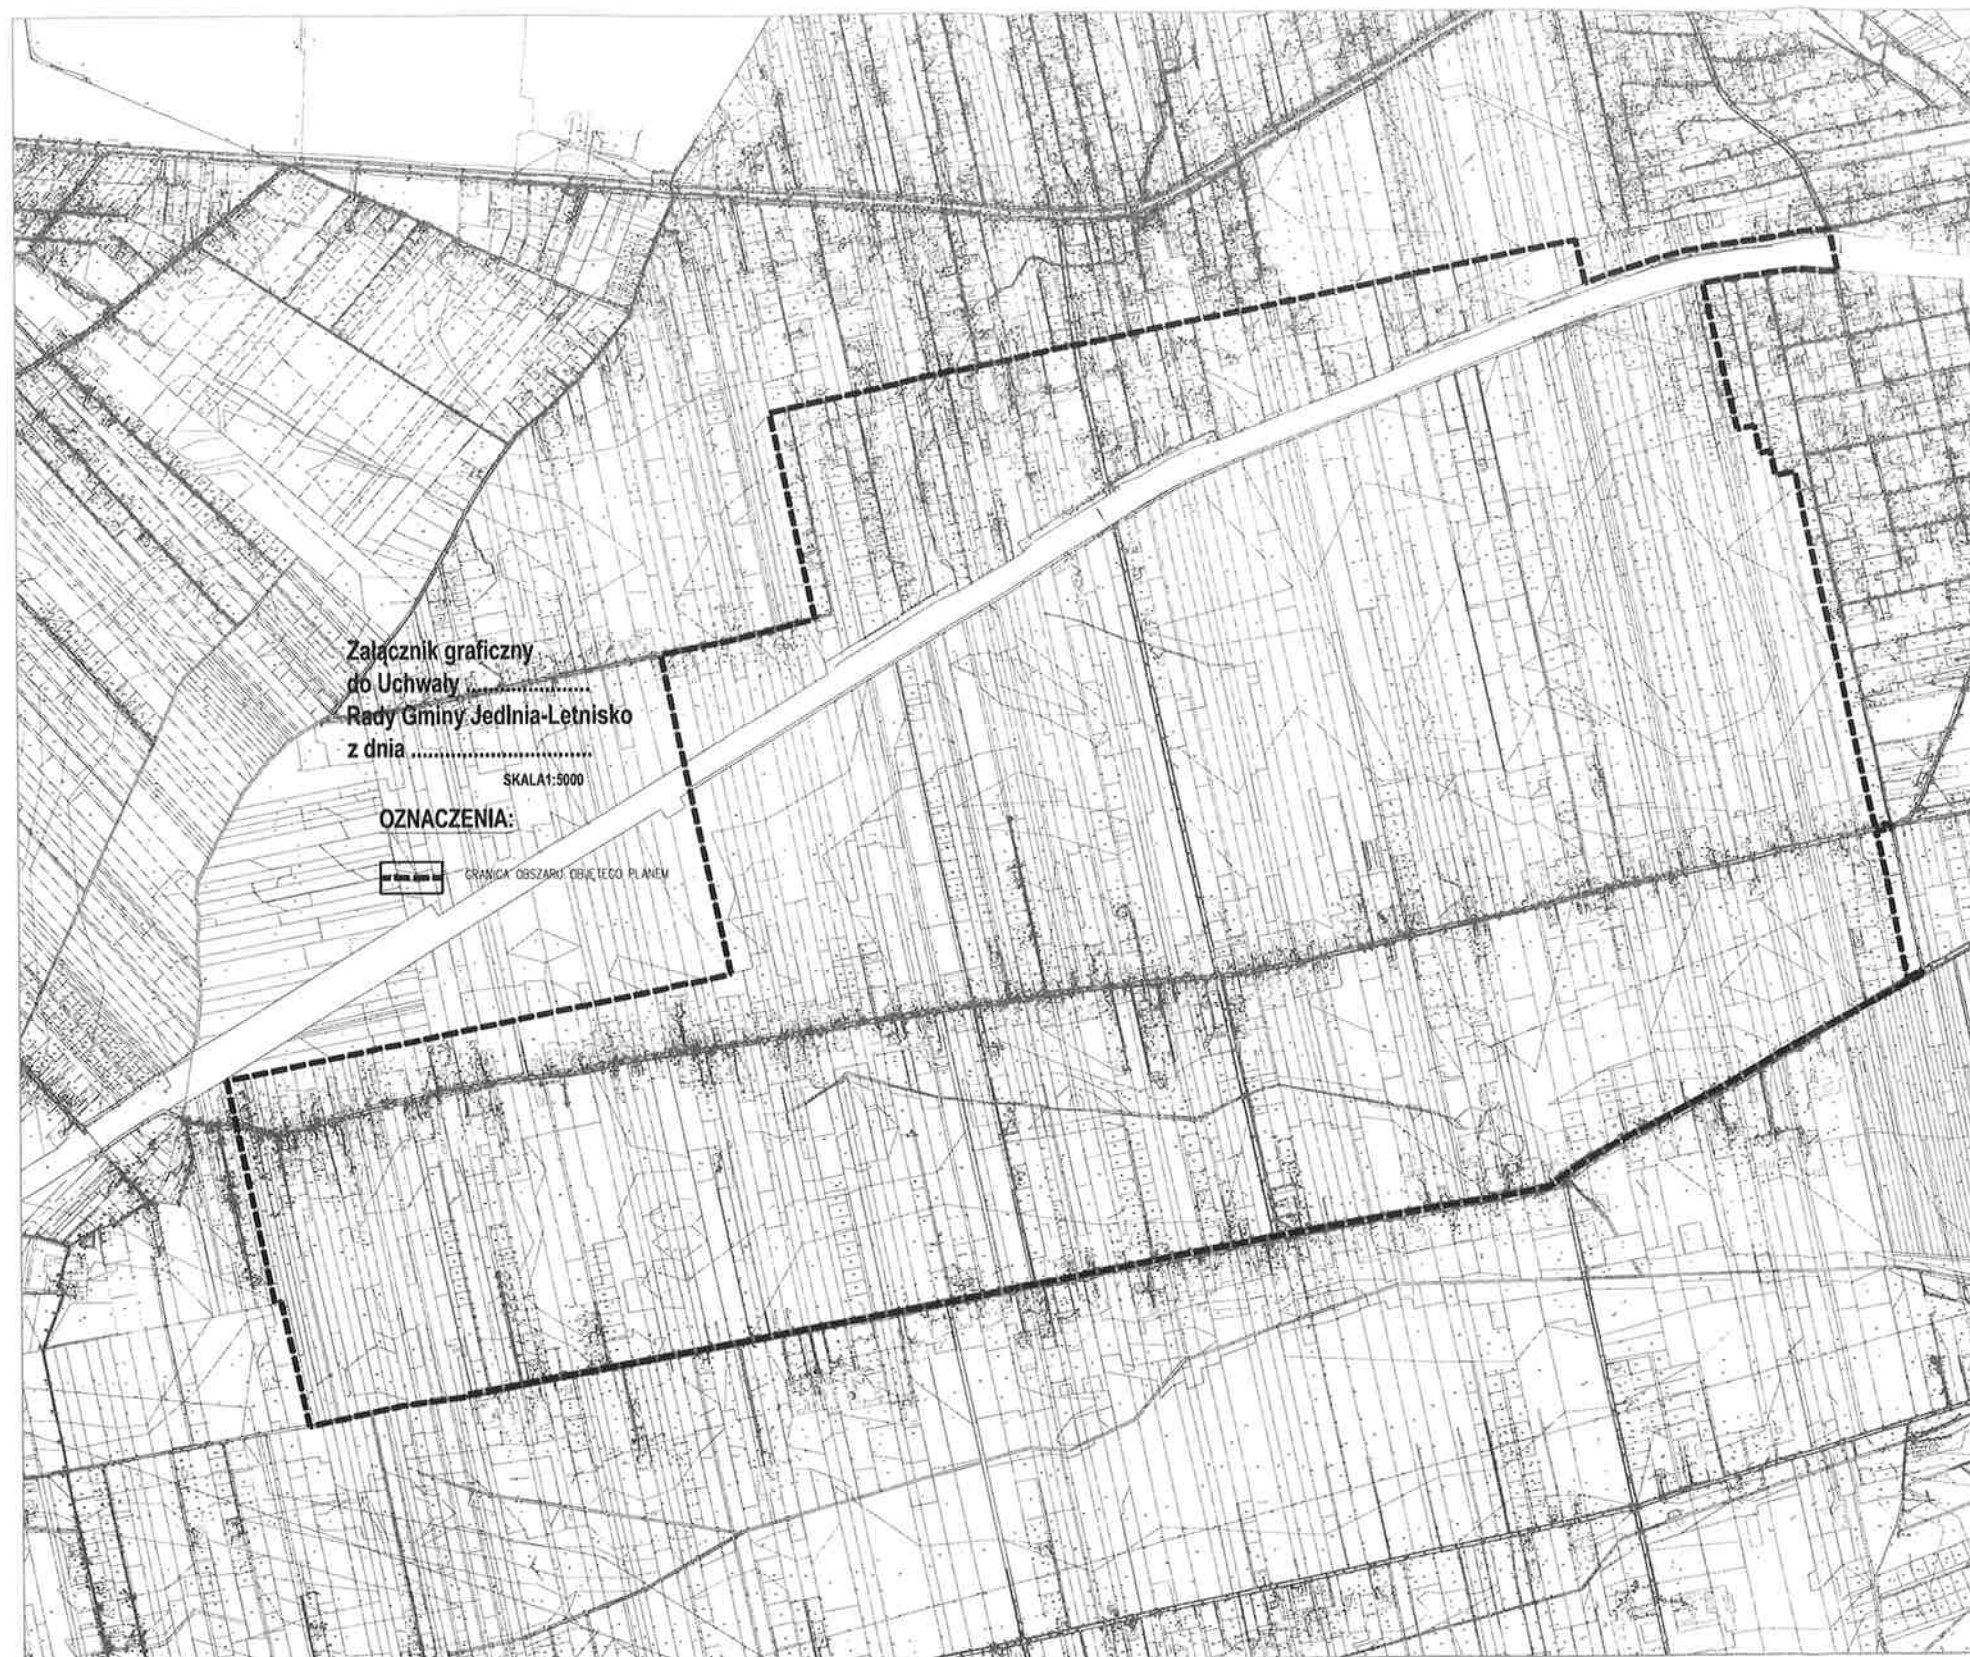 Załącznik graficzny
do Uchwały ......................
Rady Gminy Jedlnia-Letnisko
z dnia ................................
SKALA1:5000
OZNACZENIA:
GRANICA OBSZARU OBJĘTEGO PLANEM